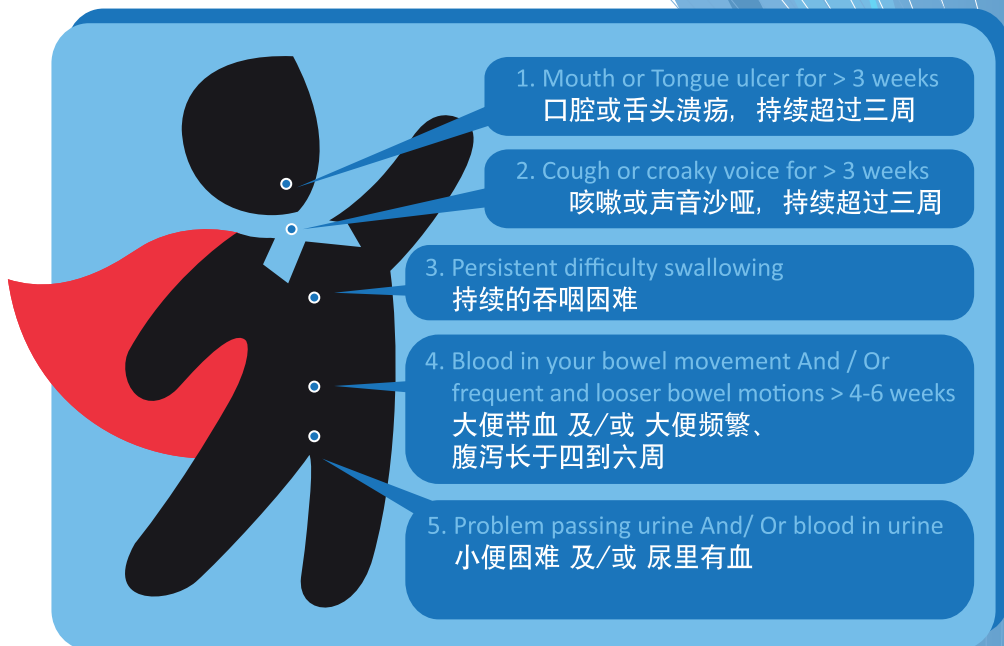 1. Mouth or Tongue ulcer for > 3 weeks
口腔或舌头溃疡, 持续超过三周
2. Cough or croaky voice for > 3 weeks
咳嗽或声音沙哑, 持续超过三周
3. Persistent difficulty swallowing
持续的吞咽困难
4. Blood in your bowel movement And / Or
frequent and looser bowel motions > 4-6 weeks
大便带血 及/或 大便频繁、
腹泻长于四到六周
5. Problem passing urine And/ Or blood in urine
小便困难 及/或 尿里有血